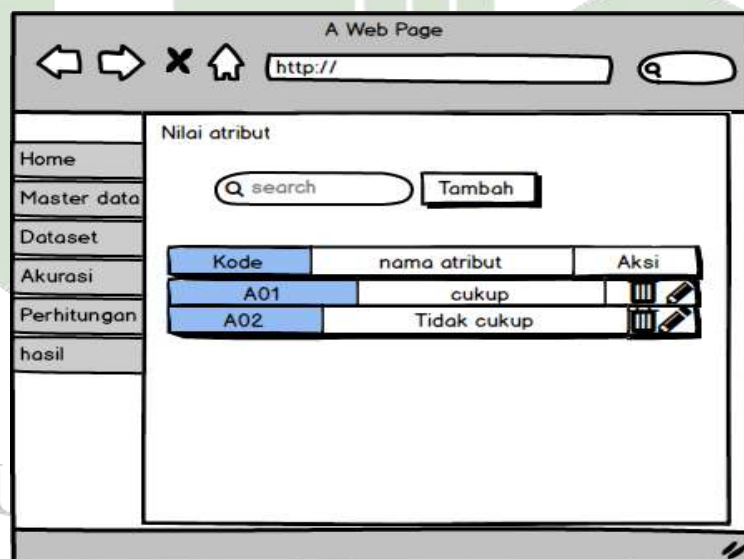 A Web Page
http://
Home
Master data
Dataset
Akurasi
Perhitungan
hasil
Nilai atribut
search
Tambah
Kode nama atribut Aksi
A01 cukup
A02 Tidak cukup